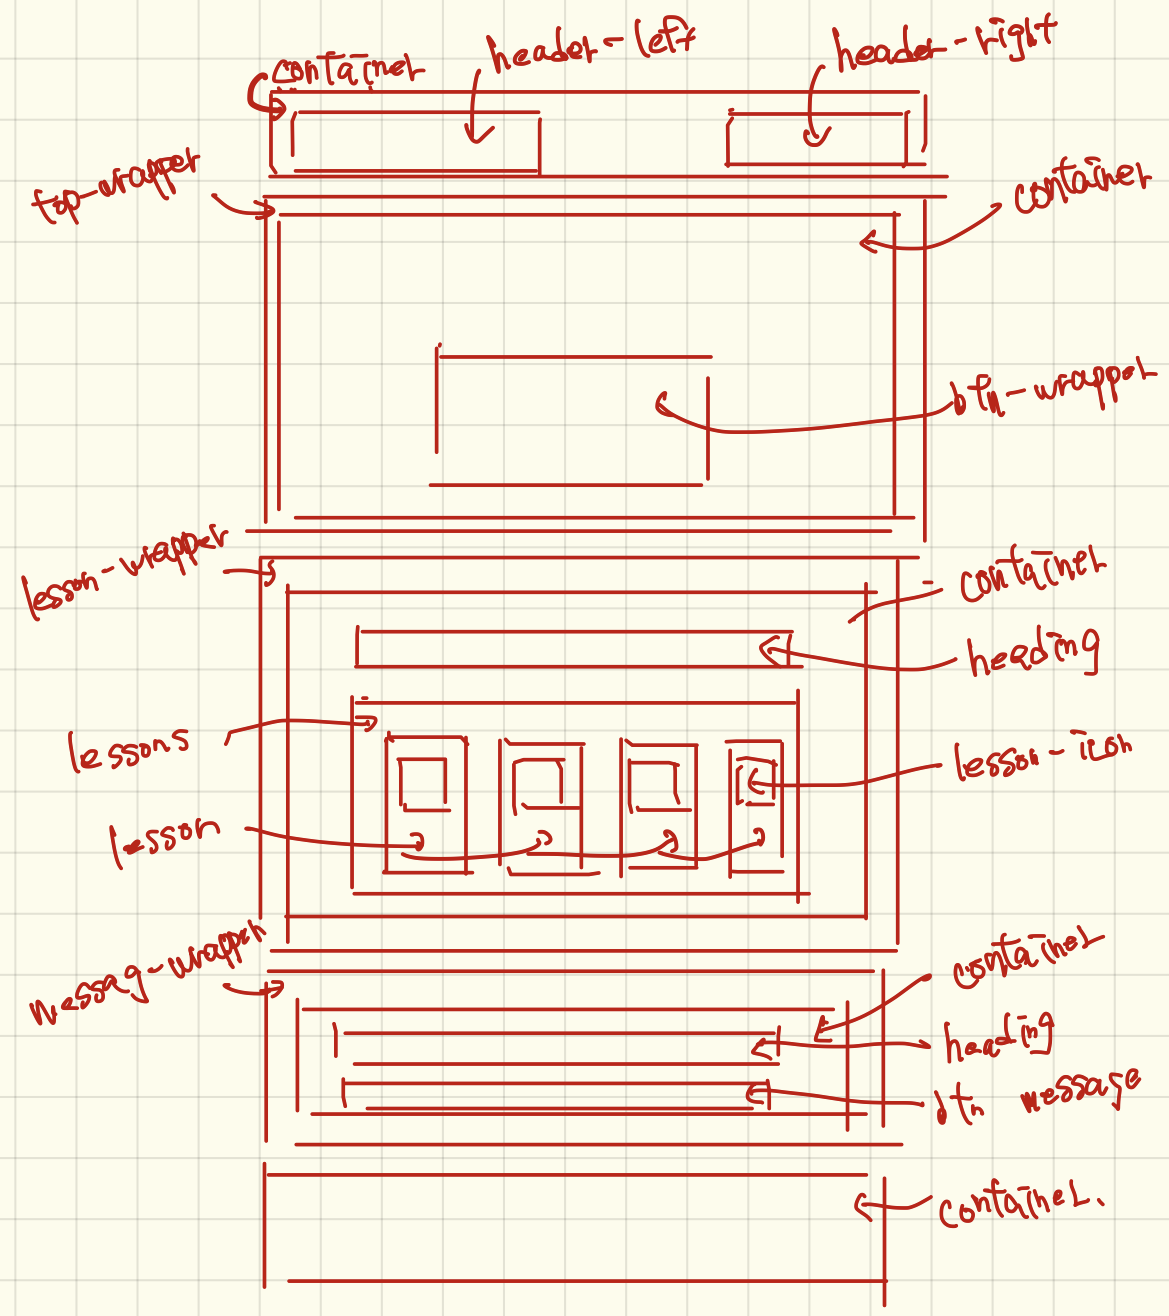 container
header-left
header-right
top-wrapper
container
btn-wrapper
lesson-wrapper
container
heading
lessons
lesson-icon
lesson
messag-wrapper
container
heading
btn message
container.